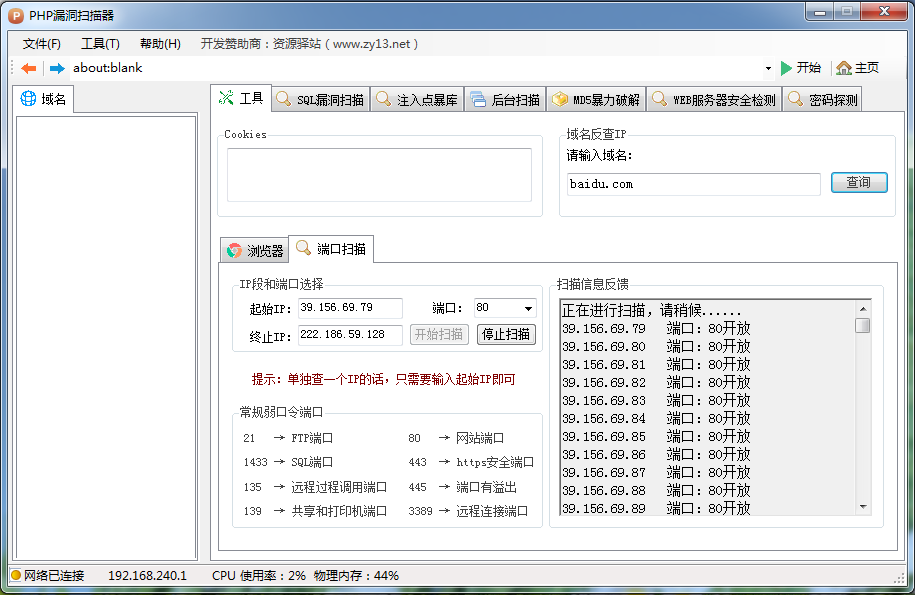 PHP漏洞扫描器
文件(F) 工具(T) 帮助(H) 开发赞助商：资源驿站（www.zy13.net）
about:blank 开始 主页
域名
工具 SQL漏洞扫描 注入点暴库 后台扫描 MD5暴力破解 WEB服务器安全检测 密码探测
Cookies
域名反查IP
请输入域名：
baidu.com 查询
浏览器 端口扫描
IP段和端口选择
起始IP： 39.156.69.79 端口： 80
终止IP： 222.186.59.128 开始扫描 停止扫描
提示：单独查一个IP的话，只需要输入起始IP即可
常规弱口令端口
21 → FTP端口 80 → 网站端口
1433 → SQL端口 443 → https安全端口
135 → 远程过程调用端口 445 → 端口有溢出
139 → 共享和打印机端口 3389 → 远程连接端口
扫描信息反馈
正在进行扫描，请稍候......
39.156.69.79 端口：80开放
39.156.69.80 端口：80开放
39.156.69.81 端口：80开放
39.156.69.82 端口：80开放
39.156.69.83 端口：80开放
39.156.69.84 端口：80开放
39.156.69.85 端口：80开放
39.156.69.86 端口：80开放
39.156.69.87 端口：80开放
39.156.69.88 端口：80开放
39.156.69.89 端口：80开放
网络已连接 192.168.240.1 CPU 使用率：2% 物理内存：44%